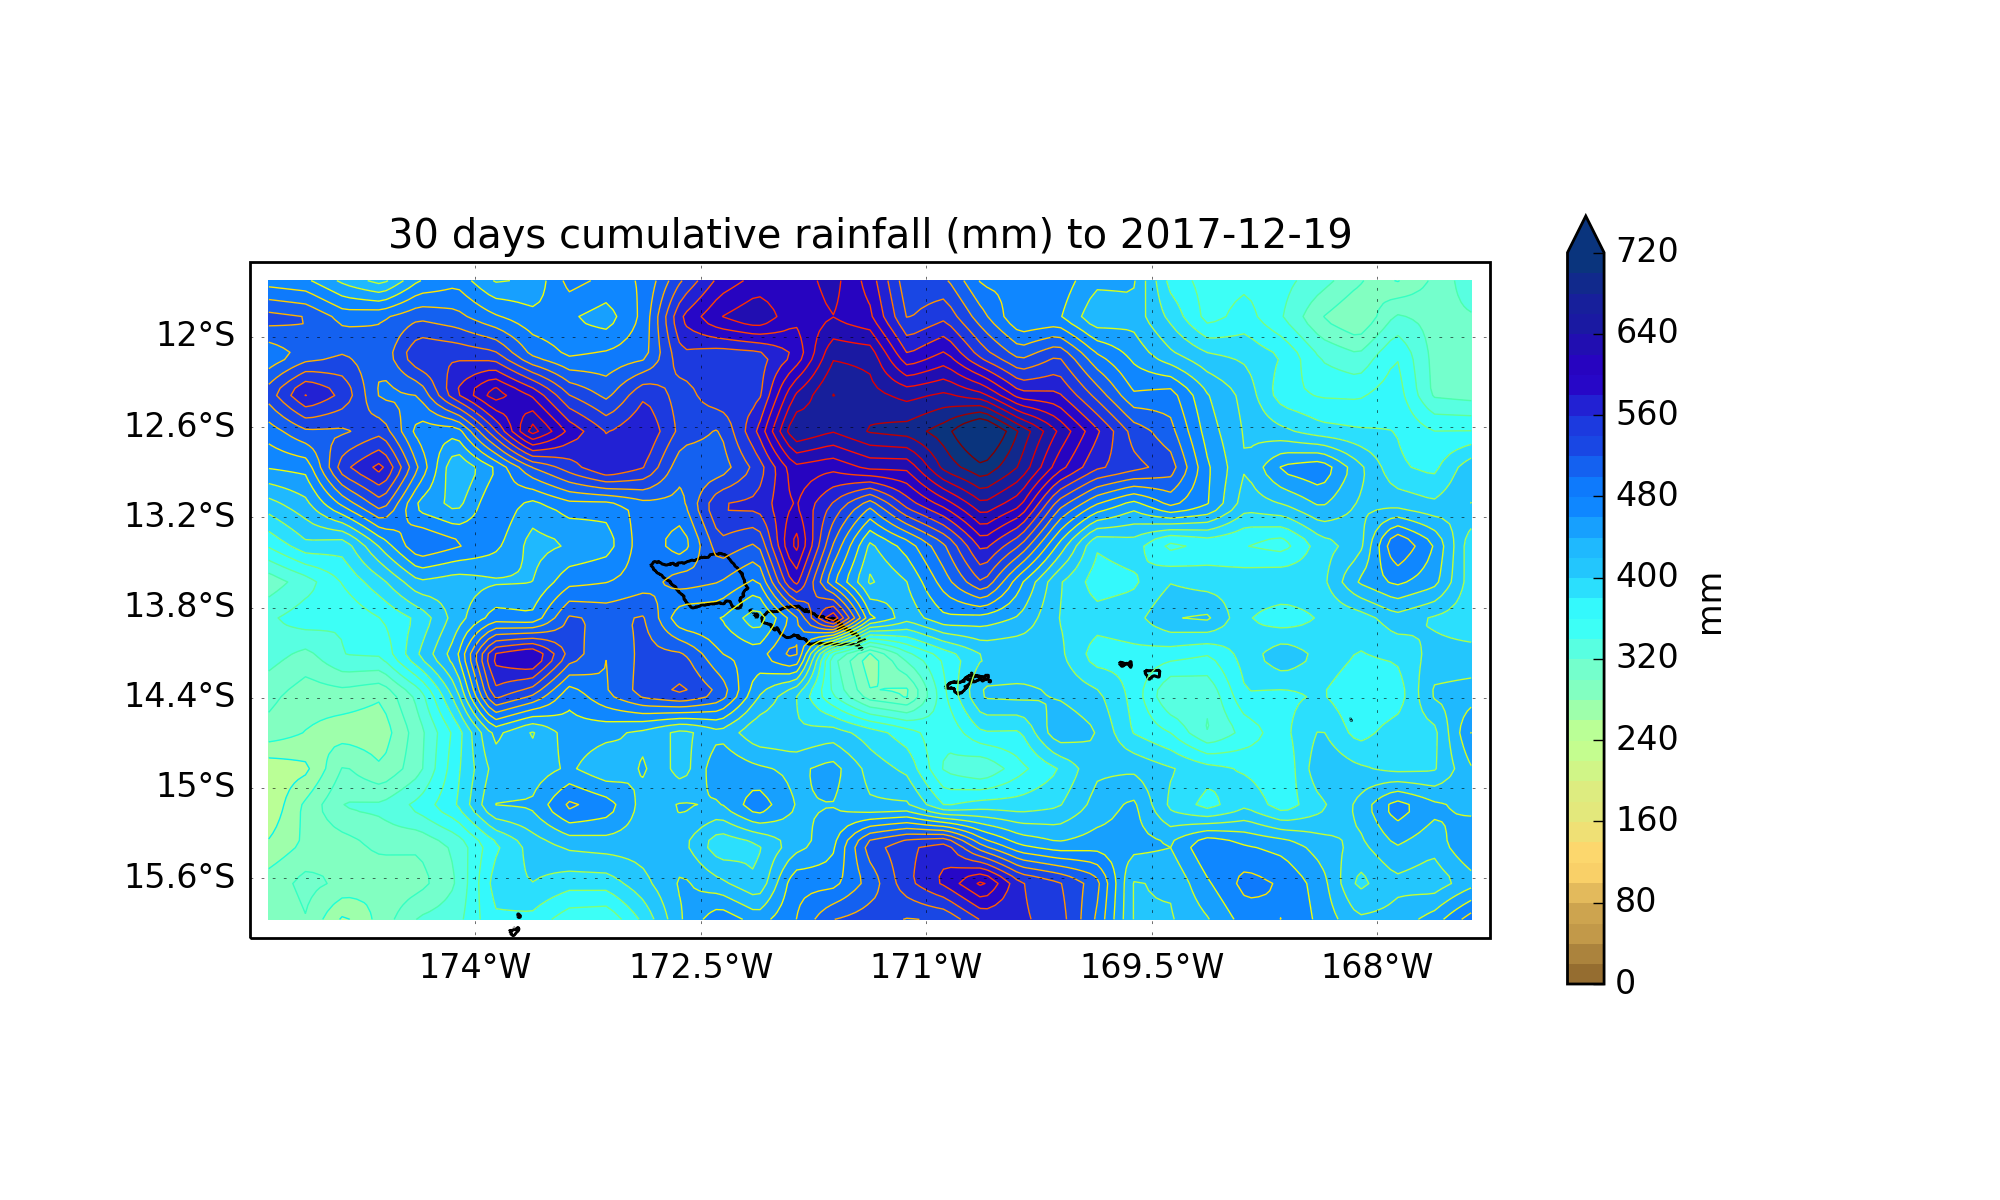 30 days cumulative rainfall (mm) to 2017-12-19
12°S
12.6°S
13.2°S
13.8°S
14.4°S
15°S
15.6°S
174°W
172.5°W
171°W
169.5°W
168°W
720
640
560
480
400
320
240
160
80
0
mm